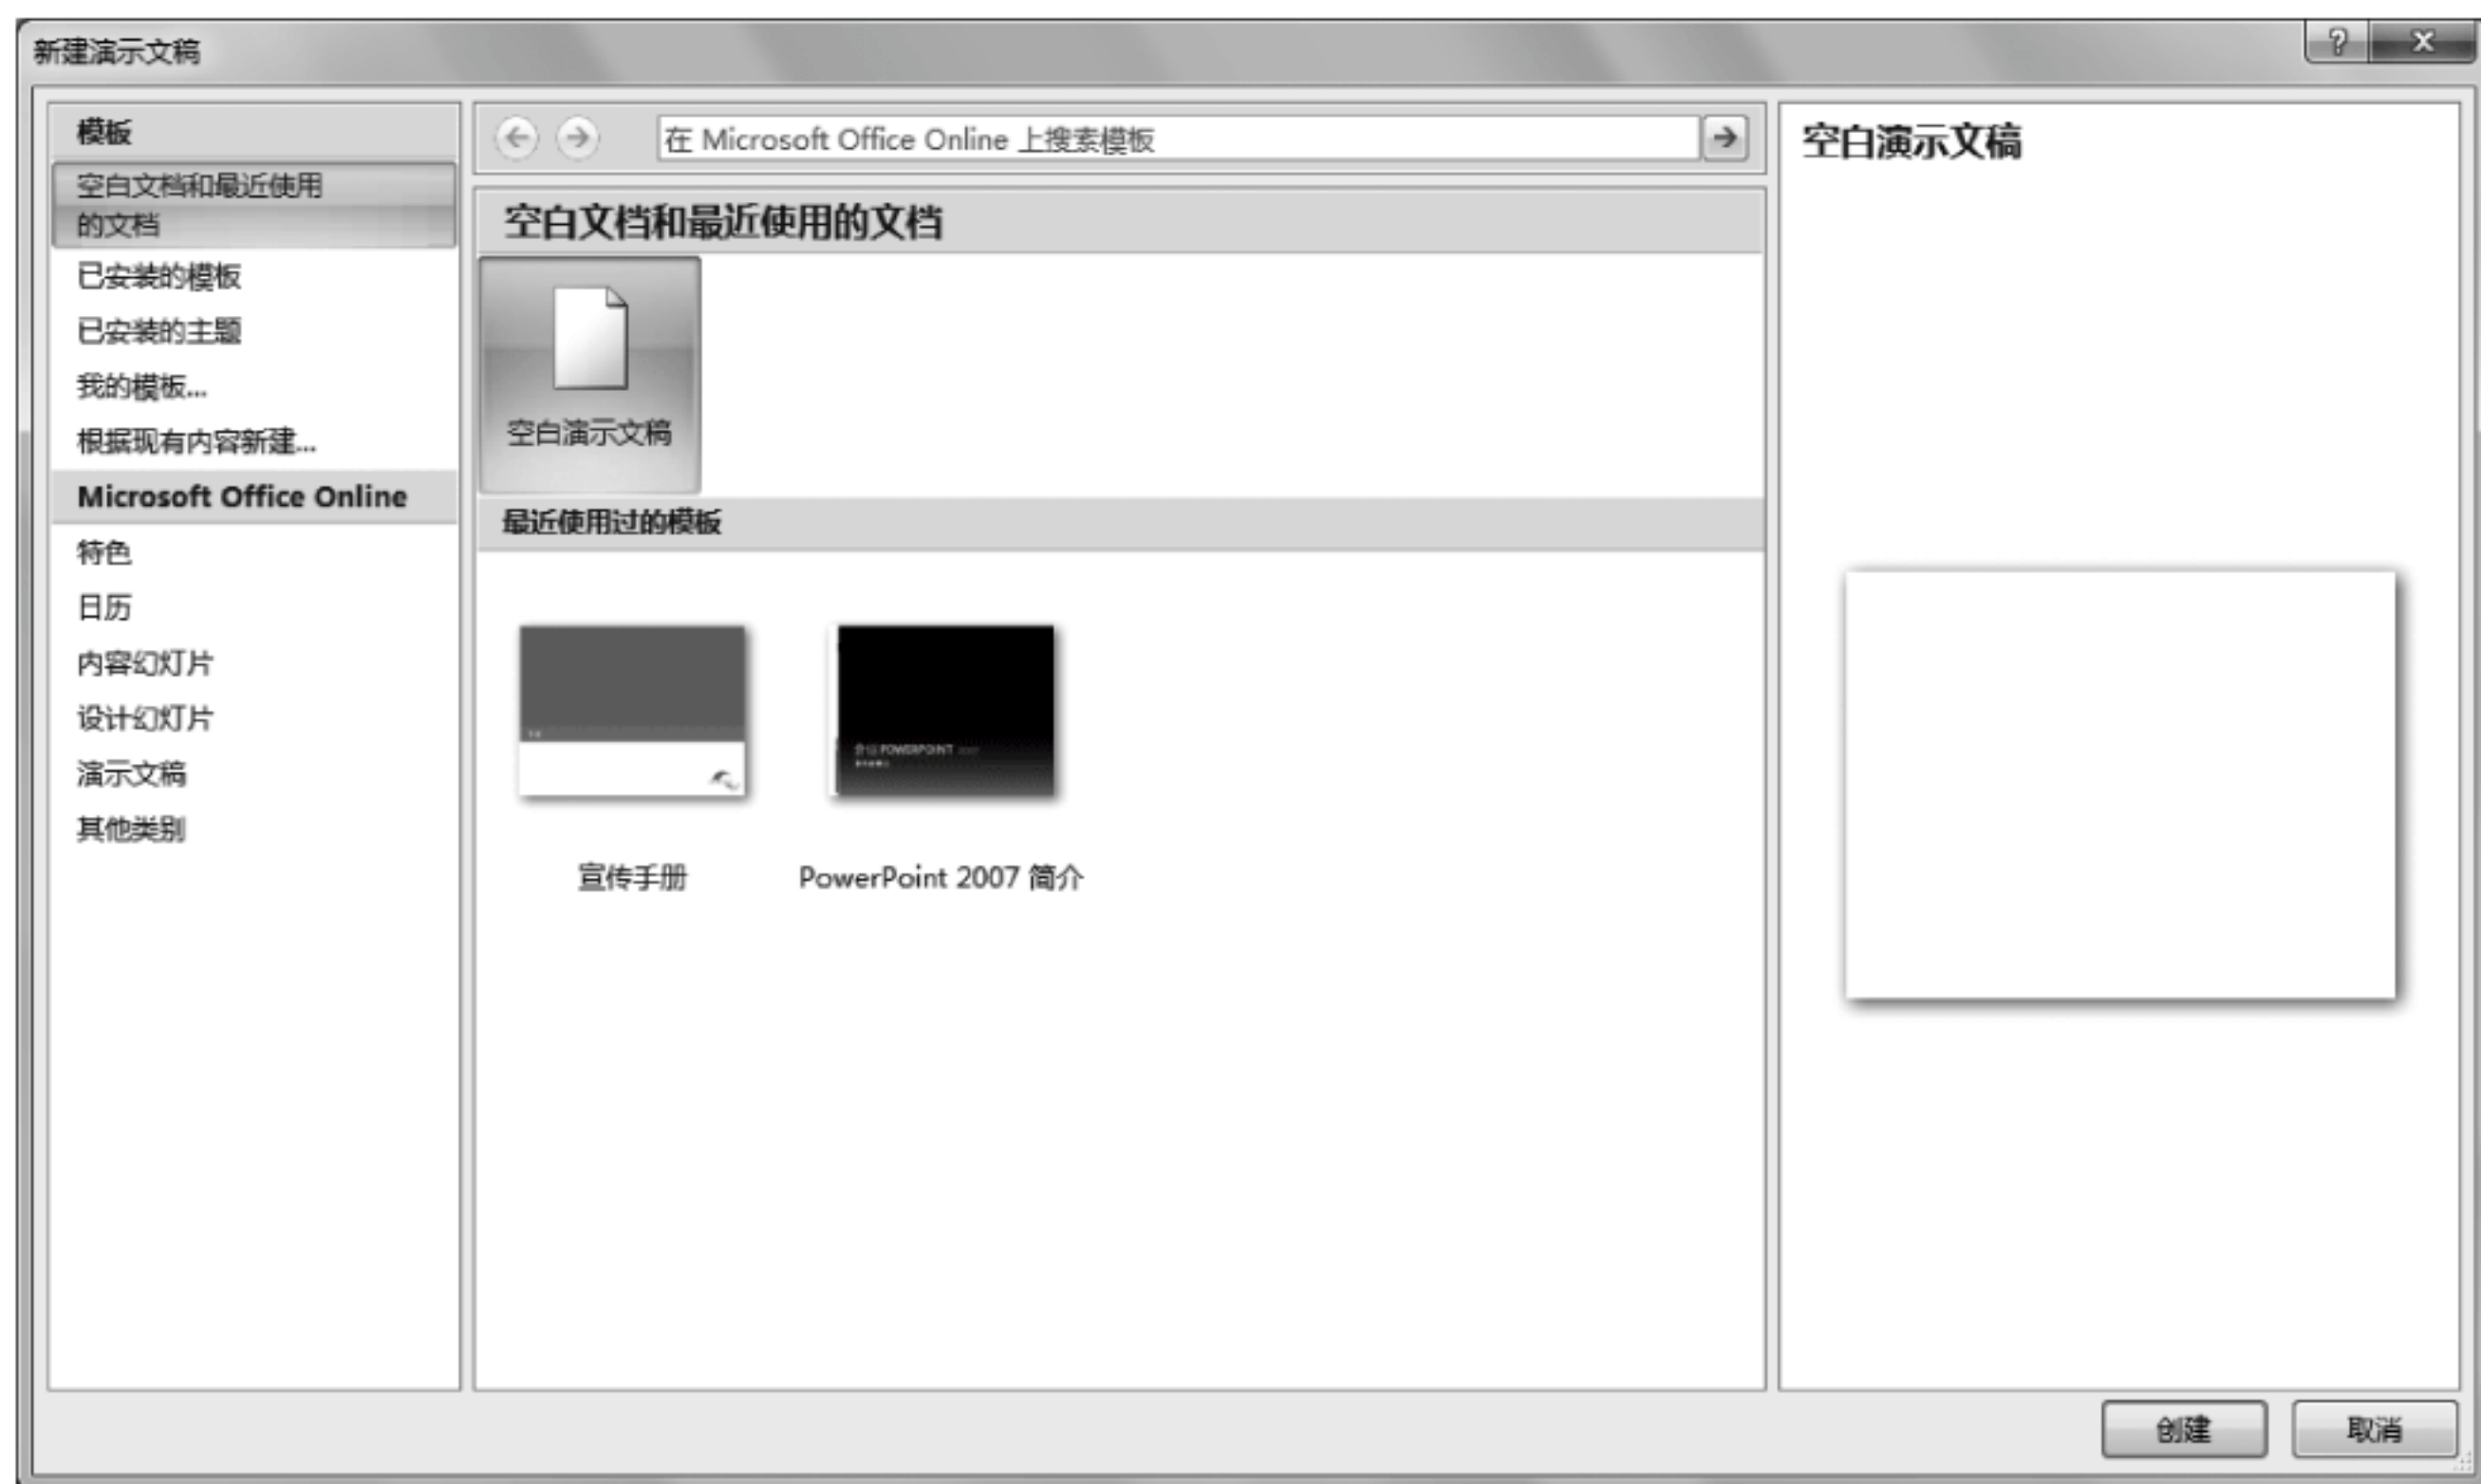 新建演示文稿
模板
空白文档和最近使用
的文档
已安装的模板
已安装的主题
我的模板...
根据现有内容新建...
Microsoft Office Online
特色
日历
内容幻灯片
设计幻灯片
演示文稿
其他类别
在 Microsoft Office Online 上搜索模板
空白文档和最近使用的文档
空白演示文稿
最近使用过的模板
POWERPOINT 2007
宣传手册
PowerPoint 2007 简介
空白演示文稿
创建
取消